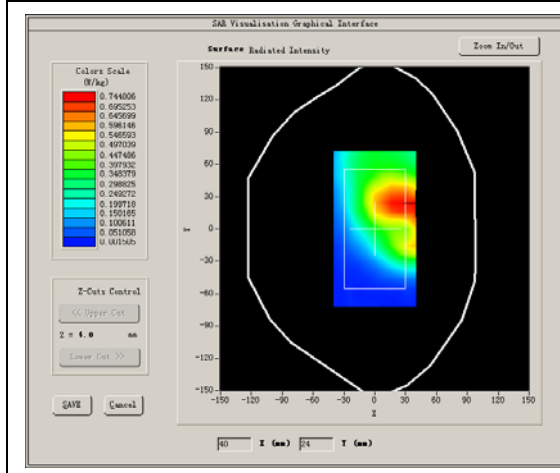 SAR Visualisation Graphical Interface
Surface Radiated Intensity
Zoom In/Out
Colors Scale
(W/kg)
0.744806
0.695253
0.645699
0.596146
0.546593
0.497039
0.447486
0.397932
0.348379
0.298825
0.249272
0.199718
0.150165
0.100611
0.051058
0.001505
Z-Cuts Control
<< Upper Cut
Z = 4.0 mm
Lower Cut >>
SAVE
Cancel
150
120
90
60
30
0
-30
-60
-90
-120
-150
Y
-150 -120 -90 -60 -30 0 30 60 90 120 150
X
40 X (mm) 24 Y (mm)